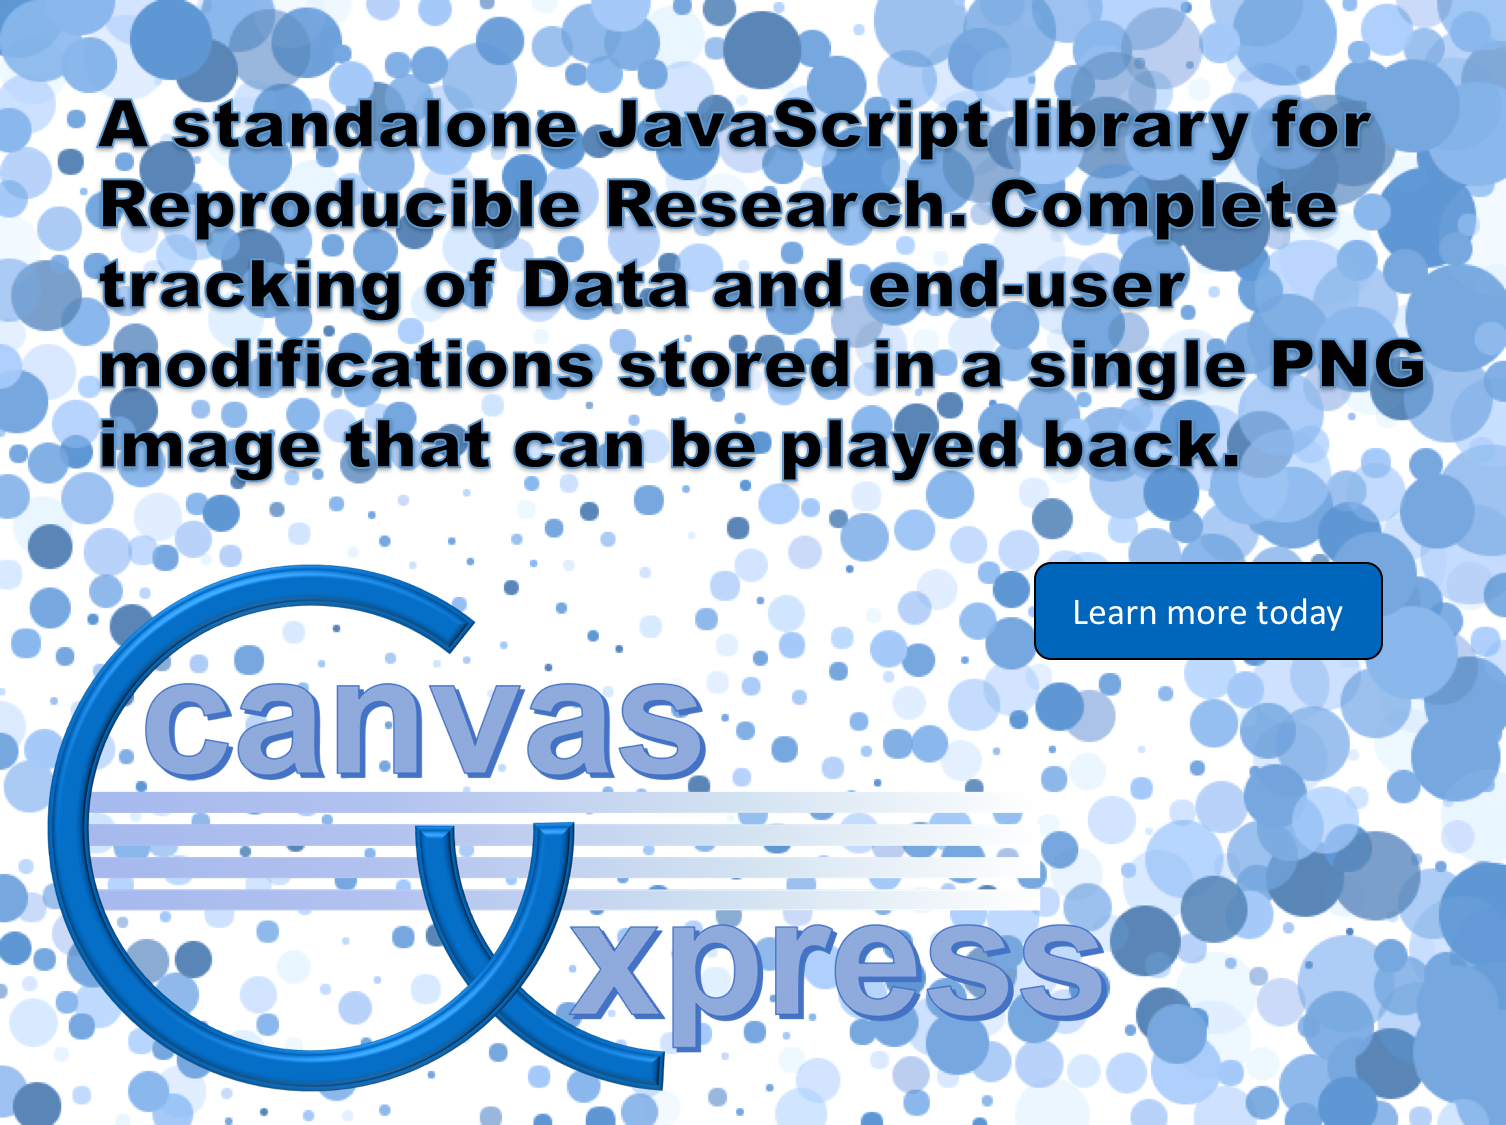 A standalone JavaScript library for
Reproducible Research. Complete
tracking of Data and end-user
modifications stored in a single PNG
image that can be played back.
Learn more today
canvas
xpress